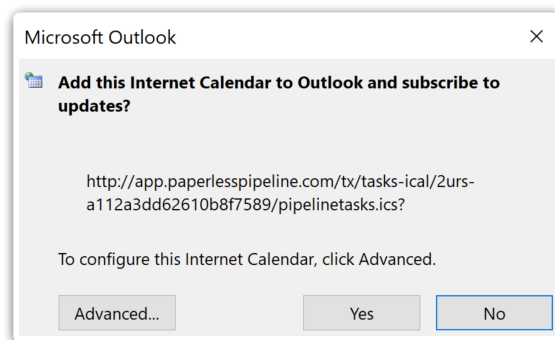 Microsoft Outlook
Add this Internet Calendar to Outlook and subscribe to
updates?
http://app.paperlesspipeline.com/tx/tasks-ical/2urs-
a112a3dd62610b8f7589/pipelinetasks.ics?
To configure this Internet Calendar, click Advanced.
Advanced... Yes No